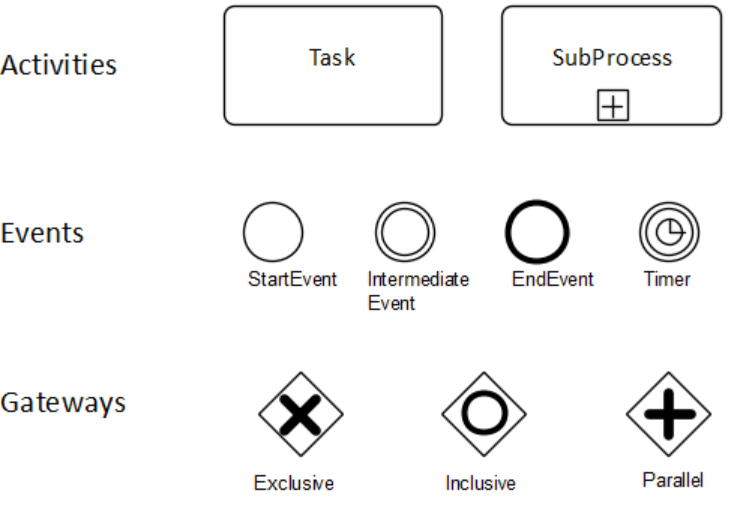 Activities
Task
SubProcess
Events
StartEvent
Intermediate
Event
EndEvent
Timer
Gateways
Exclusive
Inclusive
Parallel